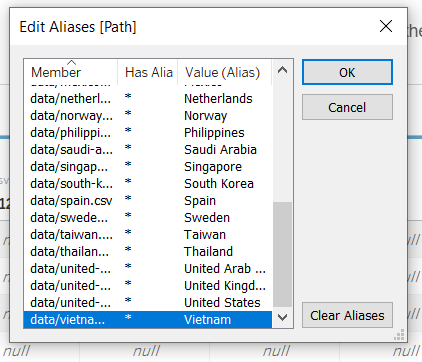 Edit Aliases [Path]
the
Member Has Alia Value (Alias)
OK
data/netherl... * Netherlands
Cancel
data/norway... * Norway
data/philippi... * Philippines
data/saudi-a... * Saudi Arabia
data/singap... * Singapore
data/south-k... * South Korea
data/spain.csv * Spain
data/swede... * Sweden
data/taiwan.... * Taiwan
data/thailan... * Thailand
data/united-... * United Arab ...
data/united-... * United Kingd...
data/united-... * United States
data/vietna... * Vietnam
Clear Aliases
null null null null